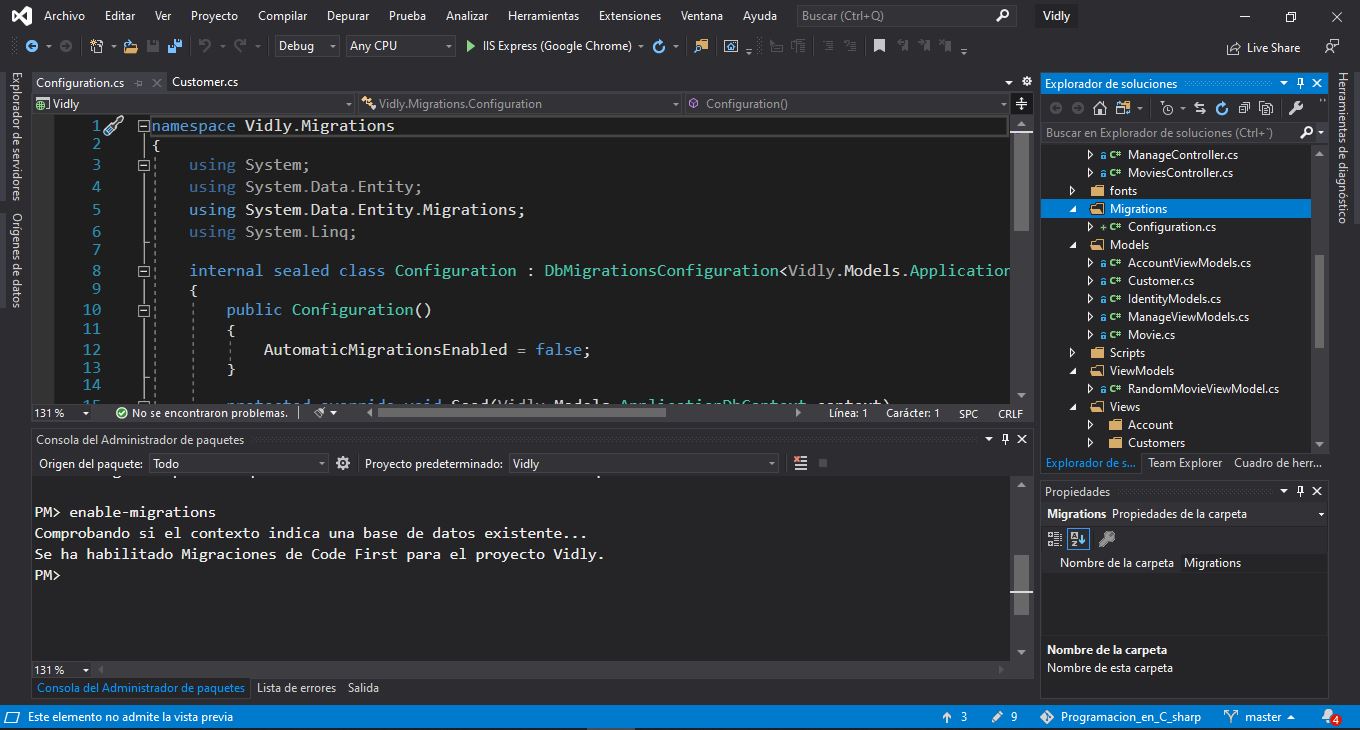 Archivo Editar Ver Proyecto Compilar Depurar Prueba Analizar Herramientas Extensiones Ventana Ayuda Buscar (Ctrl+Q) Vidly
Debug Any CPU IIS Express (Google Chrome) Live Share
Explorador de servidores
Orígenes de datos
Configuration.cs Customer.cs
Vidly Vidly.Migrations.Configuration Configuration()
1 namespace Vidly.Migrations
2 {
3 using System;
4 using System.Data.Entity;
5 using System.Data.Entity.Migrations;
6 using System.Linq;
7
8 internal sealed class Configuration : DbMigrationsConfiguration<Vidly.Models.Application
9 {
10 public Configuration()
11 {
12 AutomaticMigrationsEnabled = false;
13 }
14
15 protected override void Seed(Vidly.Models.ApplicationDbContext context)
131 % No se encontraron problemas. Línea: 1 Carácter: 1 SPC CRLF
Consola del Administrador de paquetes
Origen del paquete: Todo Proyecto predeterminado: Vidly
PM> enable-migrations
Comprobando si el contexto indica una base de datos existente...
Se ha habilitado Migraciones de Code First para el proyecto Vidly.
PM>
131 %
Consola del Administrador de paquetes Lista de errores Salida
Explorador de soluciones
Buscar en Explorador de soluciones (Ctrl+´)
C# ManageController.cs
C# MoviesController.cs
fonts
Migrations
+ C# Configuration.cs
Models
C# AccountViewModels.cs
C# Customer.cs
C# IdentityModels.cs
C# ManageViewModels.cs
C# Movie.cs
Scripts
ViewModels
C# RandomMovieViewModel.cs
Views
Account
Customers
Explorador de s... Team Explorer Cuadro de herr...
Propiedades
Migrations Propiedades de la carpeta
Nombre de la carpeta Migrations
Nombre de la carpeta
Nombre de esta carpeta
Herramientas de diagnóstico
Este elemento no admite la vista previa 3 9 Programacion_en_C_sharp master 4